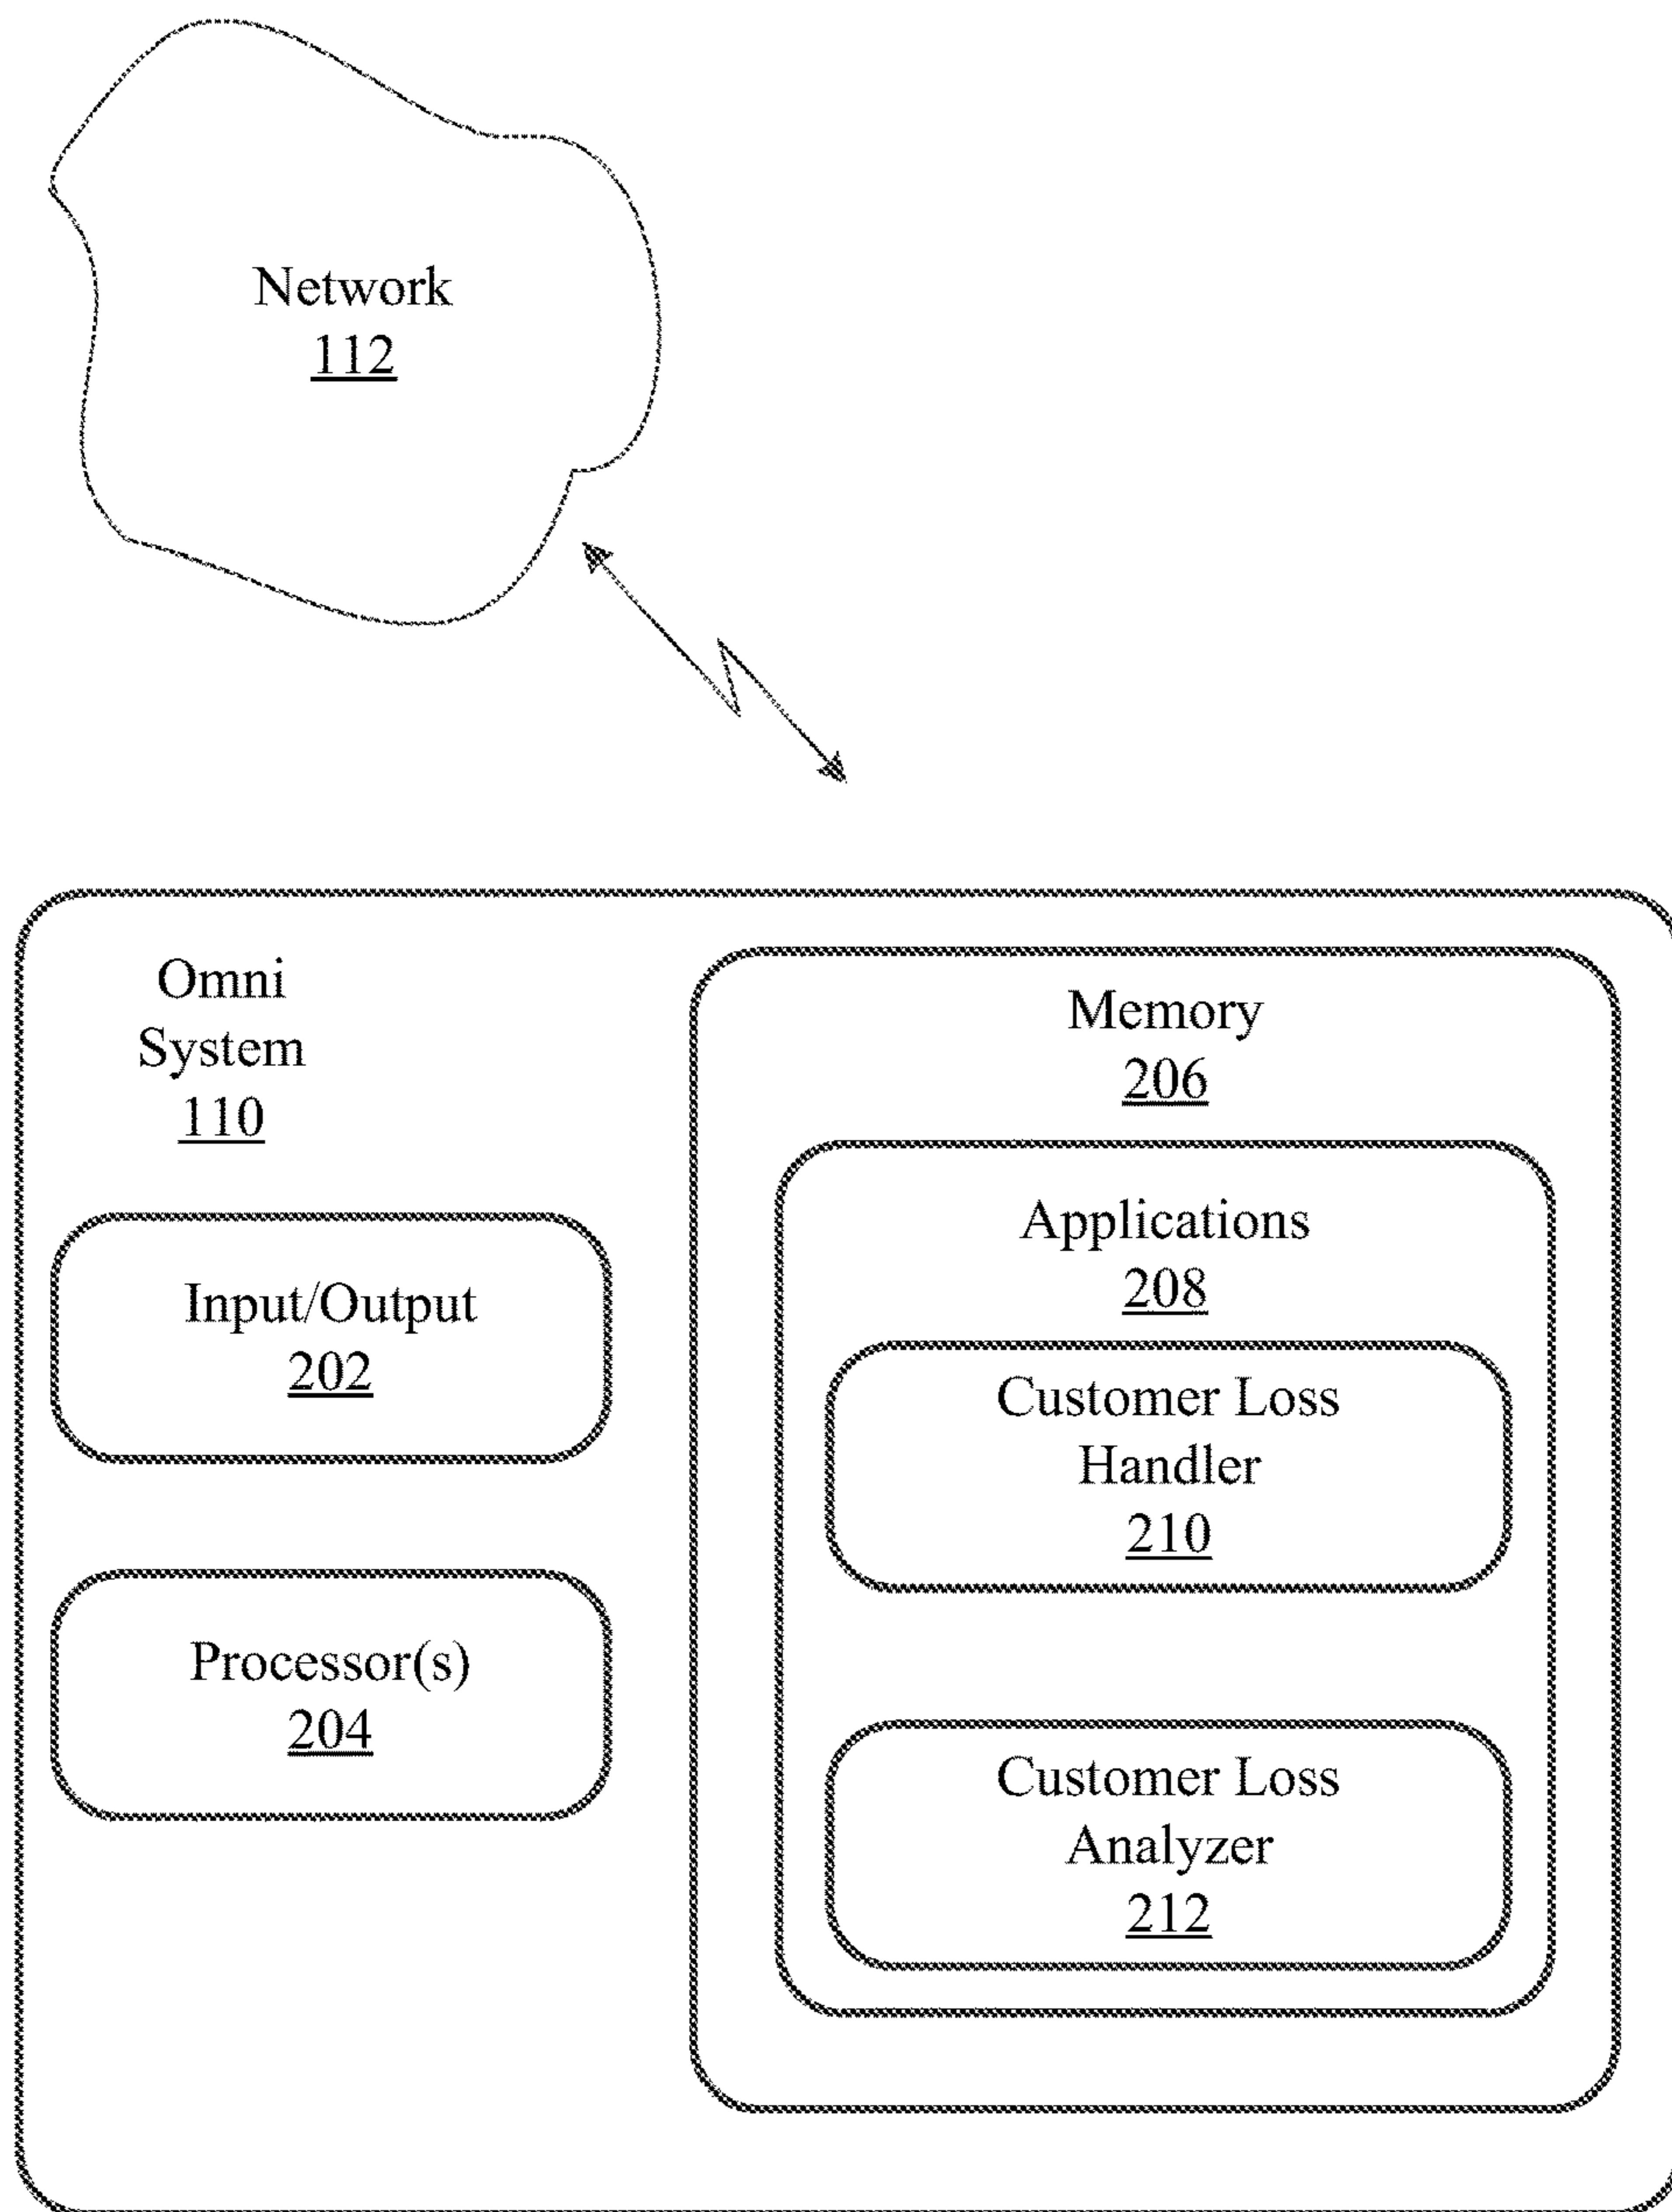 Network
112
Omni
System
110
Input/Output
202
Processor(s)
204
Memory
206
Applications
208
Customer Loss
Handler
210
Customer Loss
Analyzer
212